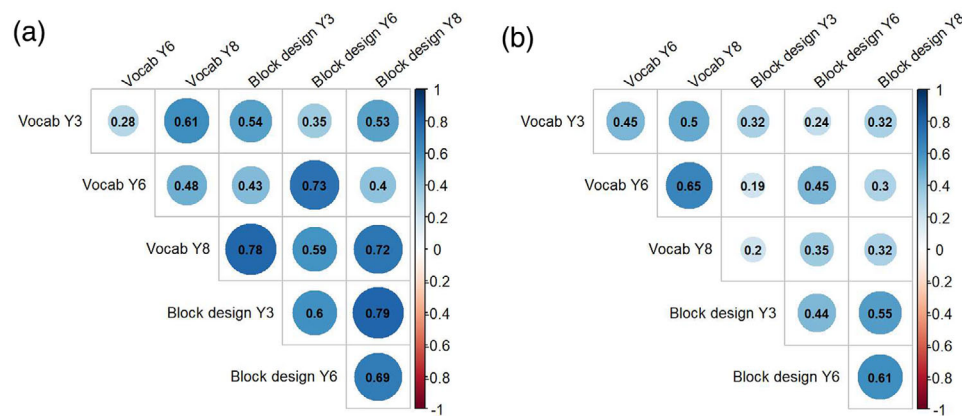 (a)
Vocab Y6
Vocab Y8
Block design Y3
Block design Y6
Block design Y8
Vocab Y3 0.28 0.61 0.54 0.35 0.53
Vocab Y6 0.48 0.43 0.73 0.4
Vocab Y8 0.78 0.59 0.72
Block design Y3 0.6 0.79
Block design Y6 0.69
1
0.8
0.6
0.4
0.2
0
0.2
0.4
0.6
0.8
-1
(b)
Vocab Y6
Vocab Y8
Block design Y3
Block design Y6
Block design Y8
Vocab Y3 0.45 0.5 0.32 0.24 0.32
Vocab Y6 0.65 0.19 0.45 0.3
Vocab Y8 0.2 0.35 0.32
Block design Y3 0.44 0.55
Block design Y6 0.61
1
0.8
0.6
0.4
0.2
0
-0.2
-0.4
-0.6
-0.8
-1